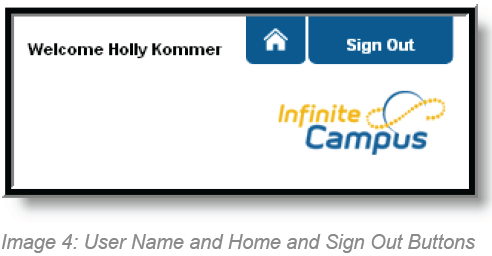 Welcome Holly Kommer
Sign Out
Infinite
Campus
Image 4: User Name and Home and Sign Out Buttons